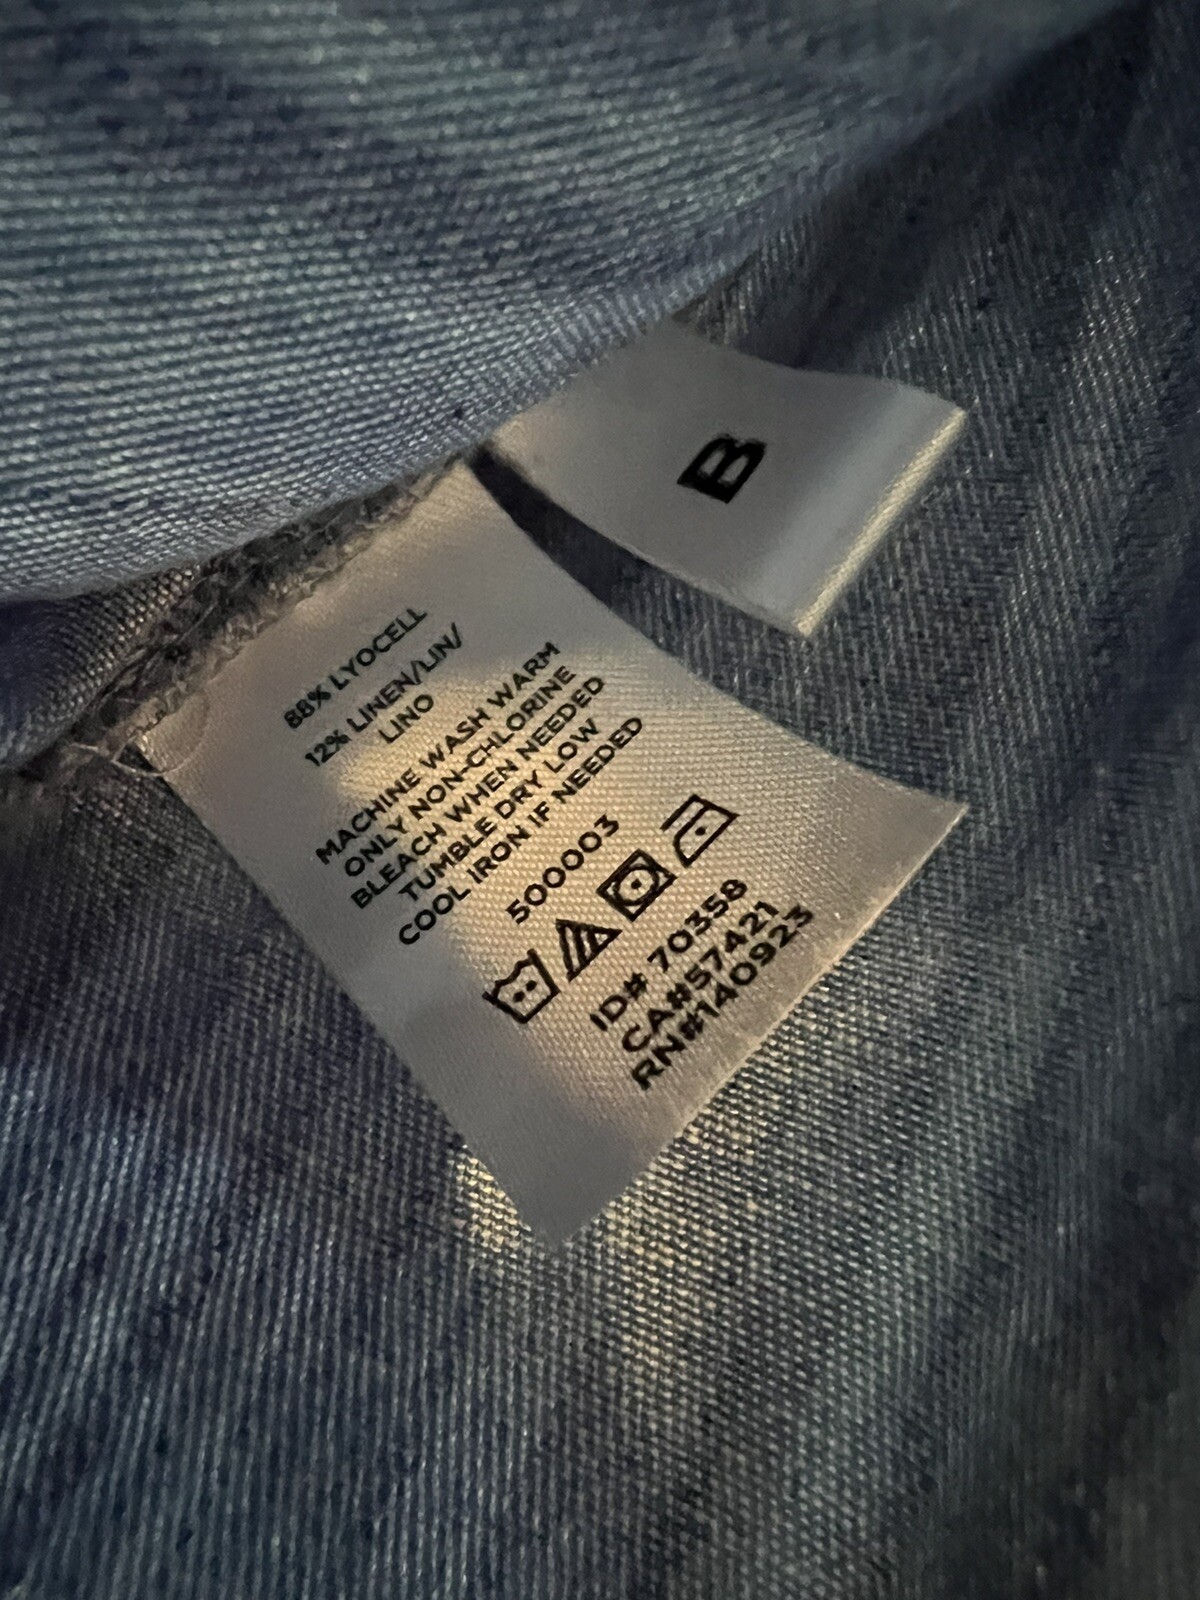 B
88% LYOCELL
12% LINEN/LIN/
LINO
MACHINE WASH WARM
ONLY NON-CHLORINE
BLEACH WHEN NEEDED
TUMBLE DRY LOW
COOL IRON IF NEEDED
500003
ID# 70358
CA#57421
RN#140923